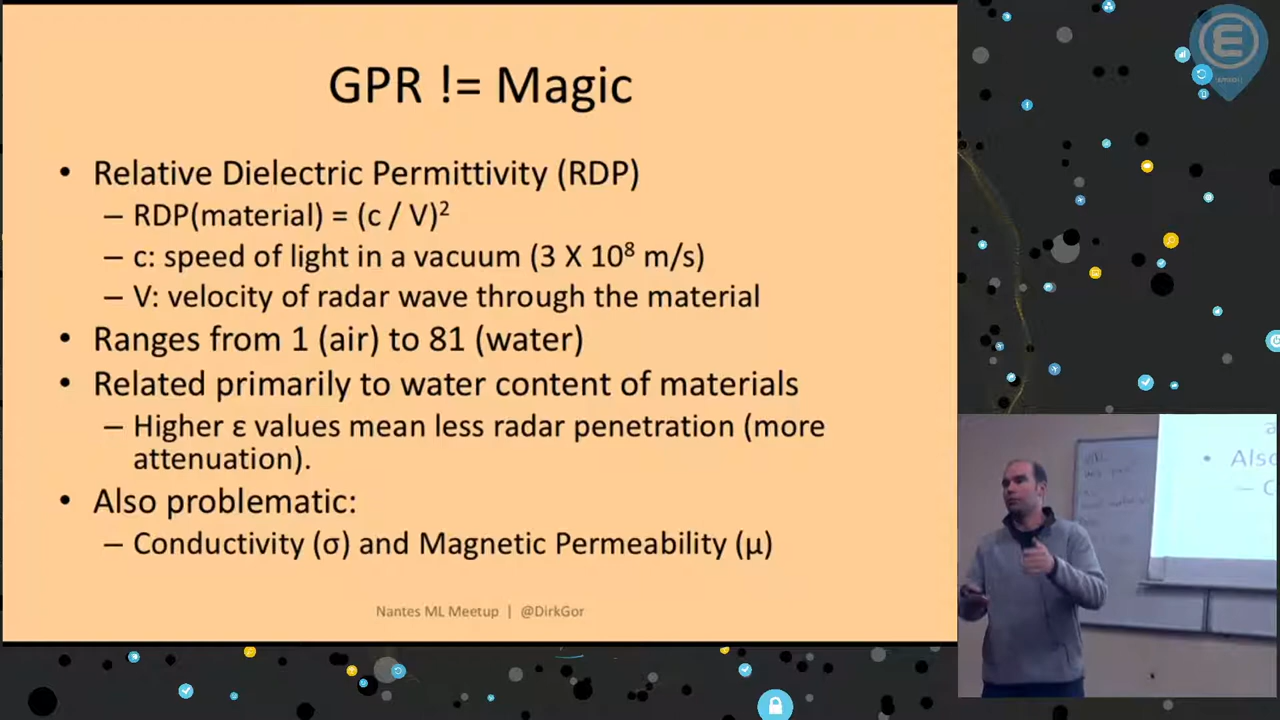 GPR != Magic
• Relative Dielectric Permittivity (RDP)
– RDP(material) = (c / V)²
– c: speed of light in a vacuum (3 X 10⁸ m/s)
– V: velocity of radar wave through the material
• Ranges from 1 (air) to 81 (water)
• Related primarily to water content of materials
– Higher ε values mean less radar penetration (more
attenuation).
• Also problematic:
– Conductivity (σ) and Magnetic Permeability (μ)
Nantes ML Meetup | @DirkGor
• Also
– C